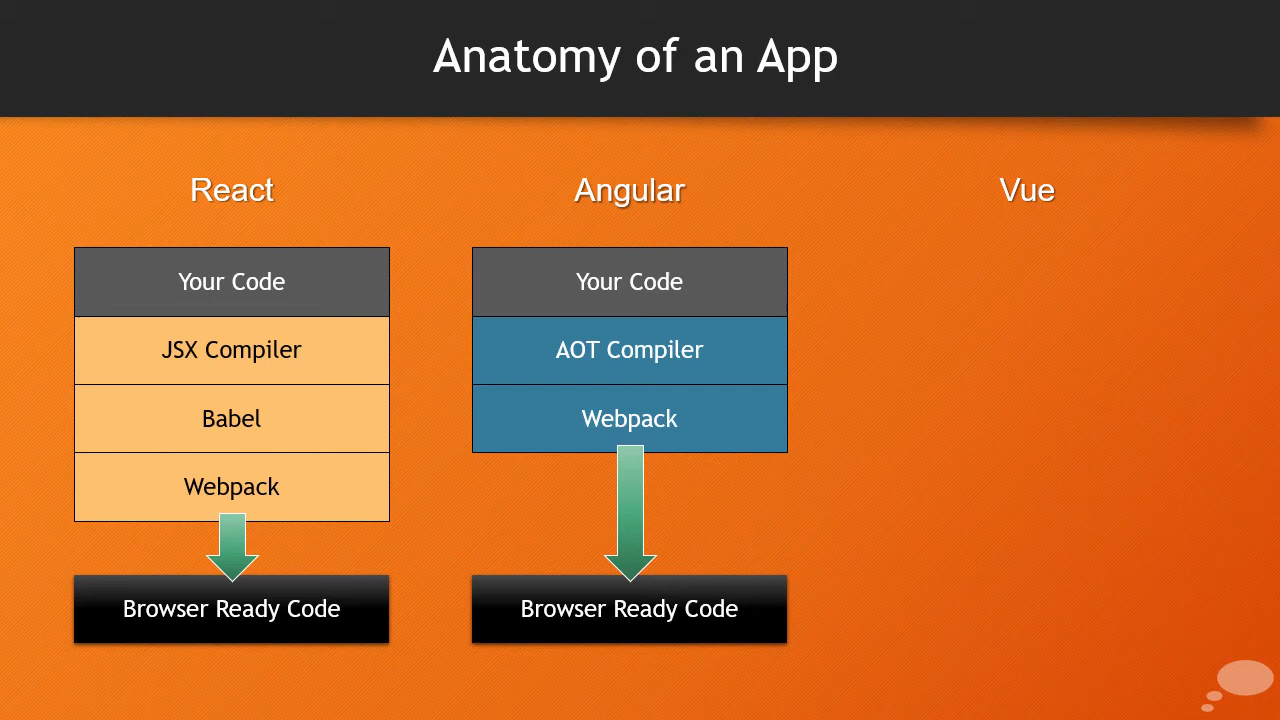 Anatomy of an App
React
Angular
Vue
Your Code
JSX Compiler
Babel
Webpack
Browser Ready Code
Your Code
AOT Compiler
Webpack
Browser Ready Code